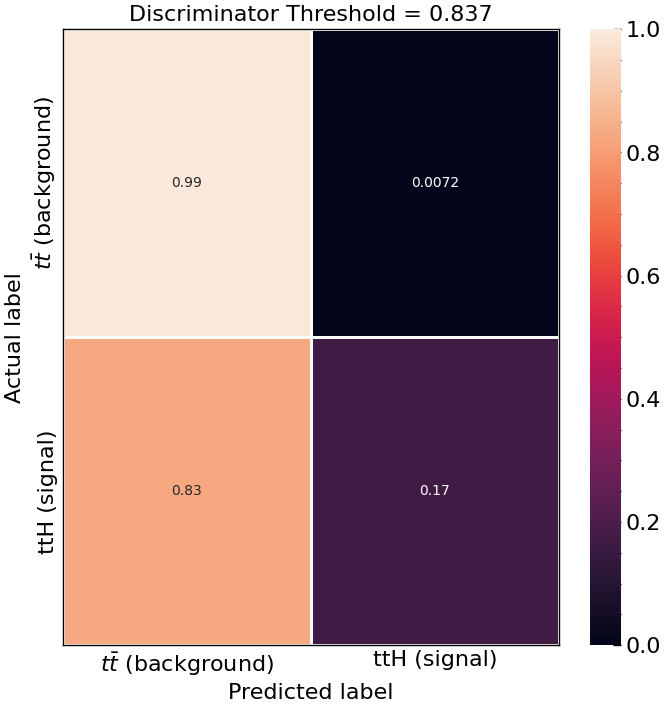 Discriminator Threshold = 0.837
Actual label
tt̄ (background)
0.99
0.0072
ttH (signal)
0.83
0.17
tt̄ (background)
ttH (signal)
Predicted label
1.0
0.8
0.6
0.4
0.2
0.0